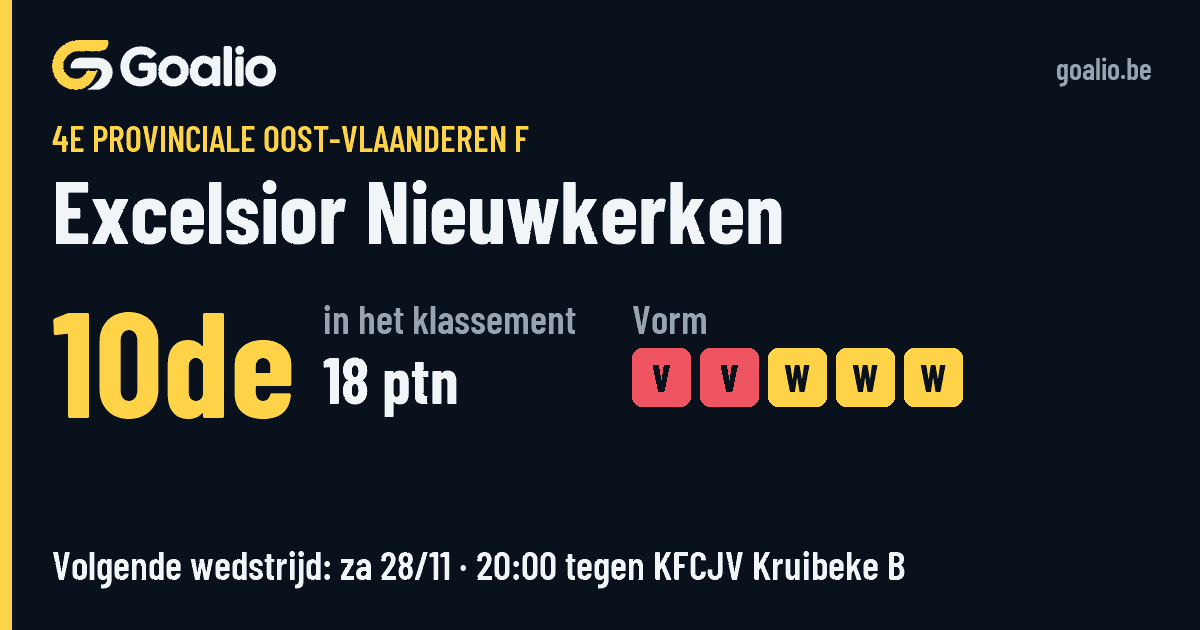 Goalio
goalio.be
4E PROVINCIALE OOST-VLAANDEREN F
Excelsior Nieuwkerken
10de
in het klassement
18 ptn
Vorm
V V W W W
Volgende wedstrijd: za 28/11 · 20:00 tegen KFCJV Kruibeke B